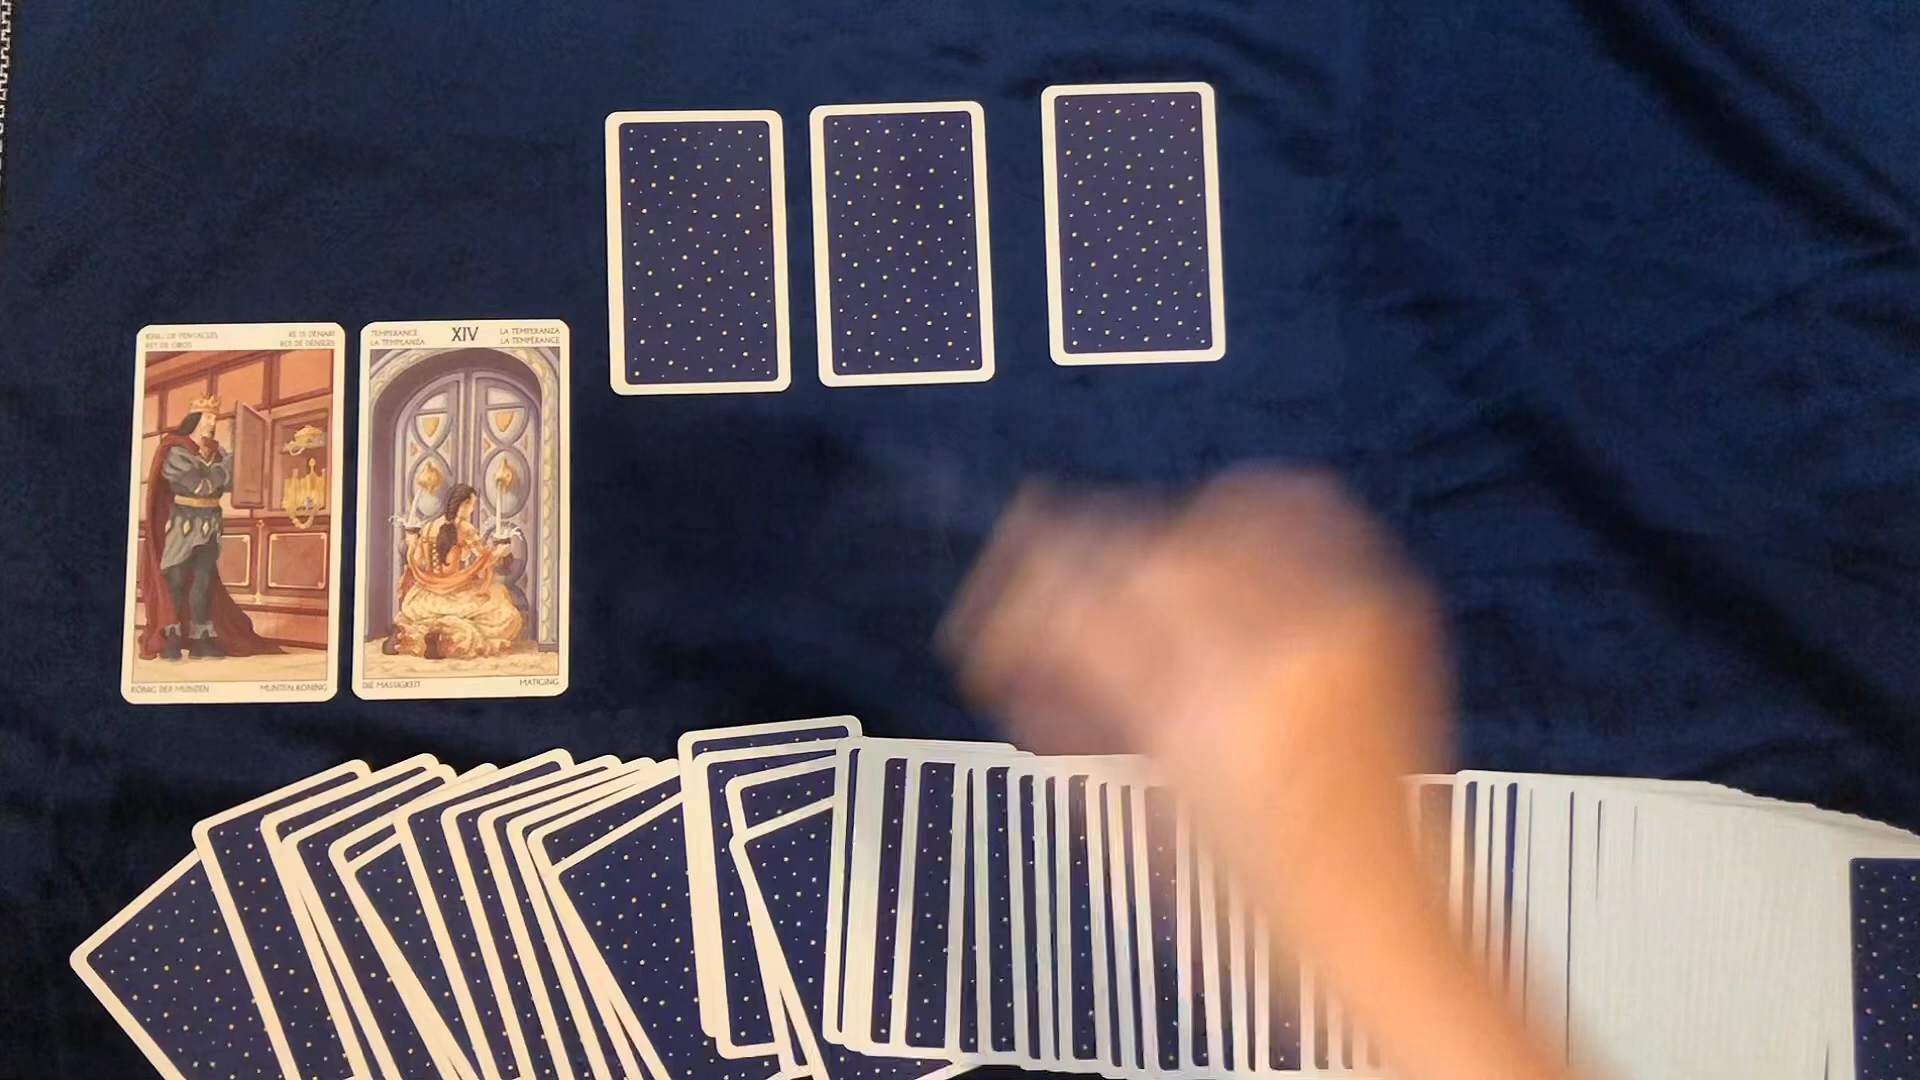 KING OF PENTACLES
RE DI DENARI
REY DE OROS
ROI DE DENIERS
KÖNIG DER MÜNZEN
MUNTEN KONING
TEMPERANCE
XIV
LA TEMPERANZA
LA TEMPLANZA
LA TEMPÉRANCE
DIE MÄSSIGKEIT
MATIGING